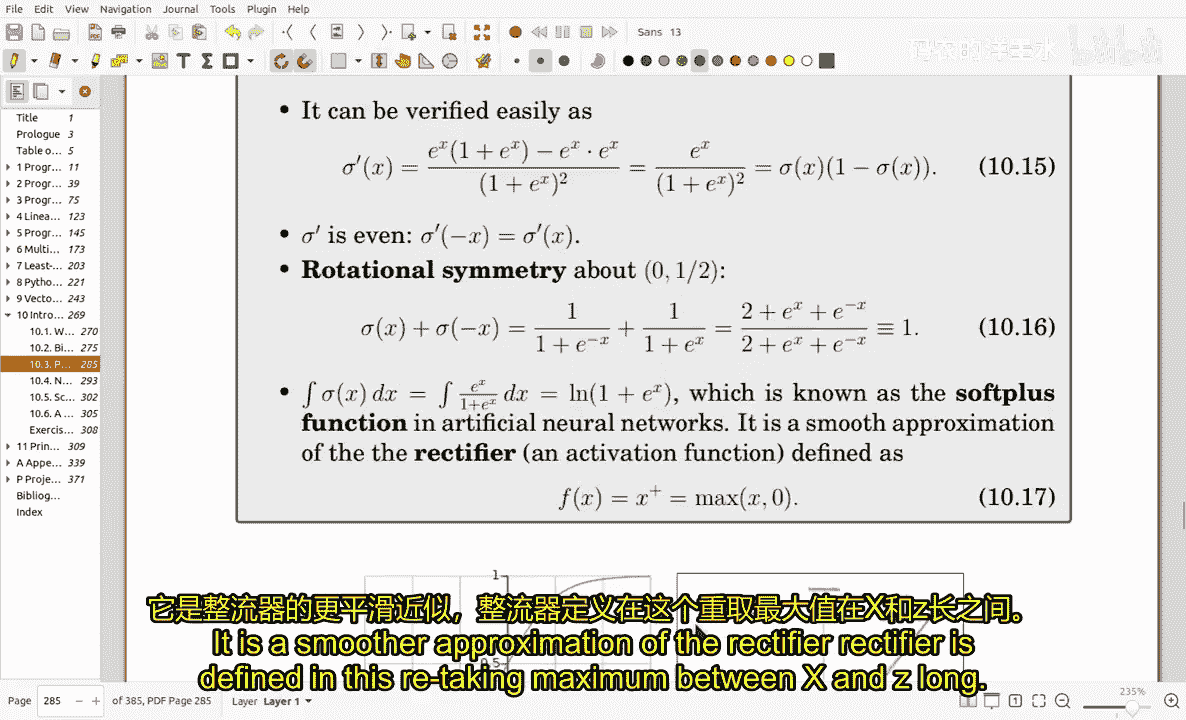 File Edit View Navigation Journal Tools Plugin Help
Sans 13
Title 1
Prologue 3
Table o... 5
1 Progr... 11
2 Progr... 39
3 Progr... 75
4 Linea... 123
5 Progr... 145
6 Multi... 173
7 Least-... 203
8 Pytho... 221
9 Vecto... 243
10 Intro... 269
10.1. W... 270
10.2. Bi... 275
10.3. P... 285
10.4. N... 293
10.5. Sc... 302
10.6. A ... 305
Exercis... 308
11 Prin... 309
A Appe... 339
P Proje... 371
Bibliog...
Index
• It can be verified easily as
σ′(x) = (e^x(1 + e^x) − e^x · e^x)/(1 + e^x)^2 = e^x/(1 + e^x)^2 = σ(x)(1 − σ(x)). (10.15)
• σ′ is even: σ′(−x) = σ′(x).
• Rotational symmetry about (0, 1/2):
σ(x) + σ(−x) = 1/(1 + e^{−x}) + 1/(1 + e^x) = (2 + e^x + e^{−x})/(2 + e^x + e^{−x}) ≡ 1. (10.16)
• ∫ σ(x) dx = ∫ e^x/(1+e^x) dx = ln(1 + e^x), which is known as the softplus
function in artificial neural networks. It is a smooth approximation
of the the rectifier (an activation function) defined as
f(x) = x^+ = max(x, 0). (10.17)
1
0.5
它是整流器的更平滑近似，整流器定义在这个重取最大值在X和z长之间。
It is a smoother approximation of the rectifier rectifier is
defined in this re-taking maximum between X and z long.
Page 285 of 385, PDF Page 285 Layer Layer 1 235%